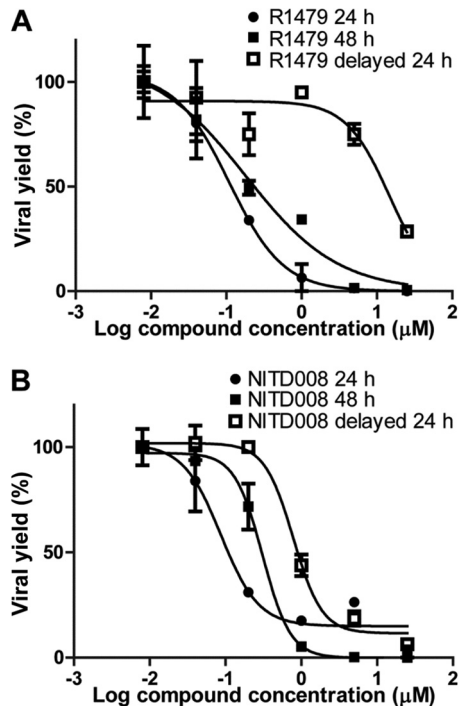 A
R1479 24 h
R1479 48 h
R1479 delayed 24 h
Viral yield (%)
100
50
0
-3 -2 -1 0 1 2
Log compound concentration (μM)
B
NITD008 24 h
NITD008 48 h
NITD008 delayed 24 h
Viral yield (%)
100
50
0
-3 -2 -1 0 1 2
Log compound concentration (μM)